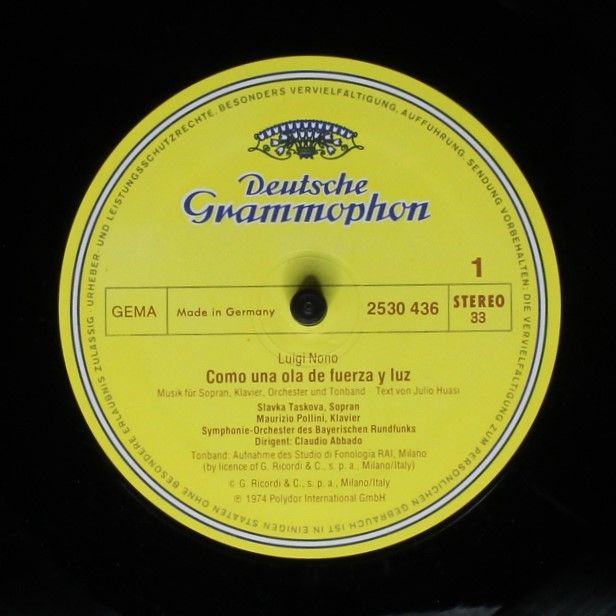 URHEBER- UND LEISTUNGSSCHUTZRECHTE, BESONDERS VERVIELFÄLTIGUNG, AUFFÜHRUNG, SENDUNG VORBEHALTEN; DIE VERVIELFÄLTIGUNG ZUM PERSÖNLICHEN GEBRAUCH IST IN EINIGEN STAATEN OHNE BESONDERE ERLAUBNIS ZULÄSSIG
Deutsche
Grammophon
1
GEMA Made in Germany 2530 436 STEREO
33
Luigi Nono
Como una ola de fuerza y luz
Musik für Sopran, Klavier, Orchester und Tonband - Text von Julio Huasi
Slavka Taskova, Sopran
Maurizio Pollini, Klavier
Symphonie-Orchester des Bayerischen Rundfunks
Dirigent: Claudio Abbado
Tonband: Aufnahme des Studio di Fonologia RAI, Milano
(by licence of G. Ricordi & C., s. p. a., Milano/Italy)
© G. Ricordi & C., s. p. a., Milano/Italy
℗ 1974 Polydor International GmbH